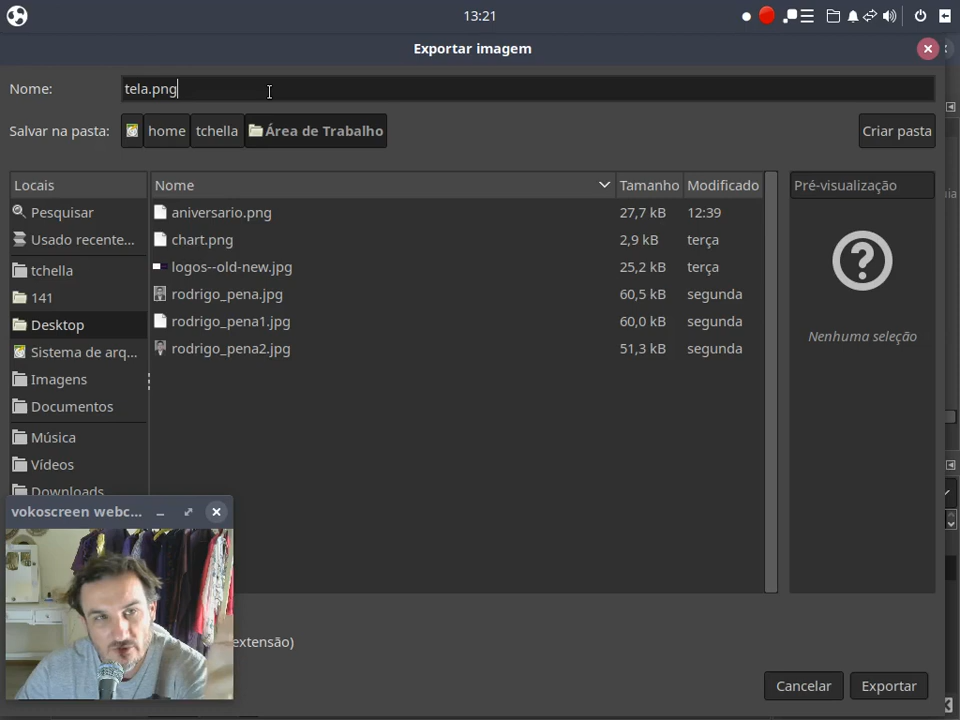 13:21
Exportar imagem
Nome: tela.png
Salvar na pasta: home tchella Área de Trabalho Criar pasta
Locais Nome Tamanho Modificado Pré-visualização
Pesquisar aniversario.png 27,7 kB 12:39
Usado recente... chart.png 2,9 kB terça
tchella logos--old-new.jpg 25,2 kB terça
141 rodrigo_pena.jpg 60,5 kB segunda
Desktop rodrigo_pena1.jpg 60,0 kB segunda
Nenhuma seleção
Sistema de arq... rodrigo_pena2.jpg 51,3 kB segunda
Imagens
Documentos
Música
Vídeos
Downloads
vokoscreen webc...
extensão)
Cancelar Exportar